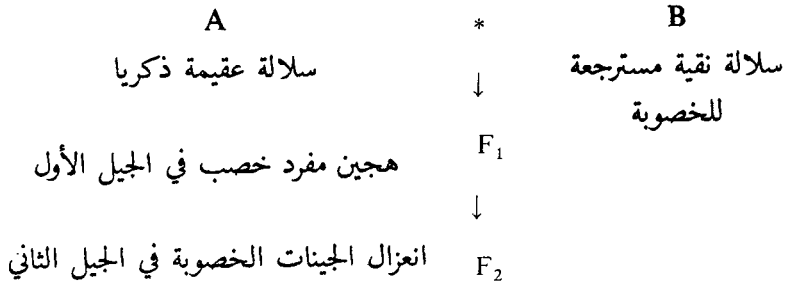 A * B
سلالة عقيمة ذكريا ↓ سلالة نقية مسترجعة
للخصوبة
هجين مفرد خصب في الجيل الأول F₁
↓
انعزال الجينات الخصوبة في الجيل الثاني F₂